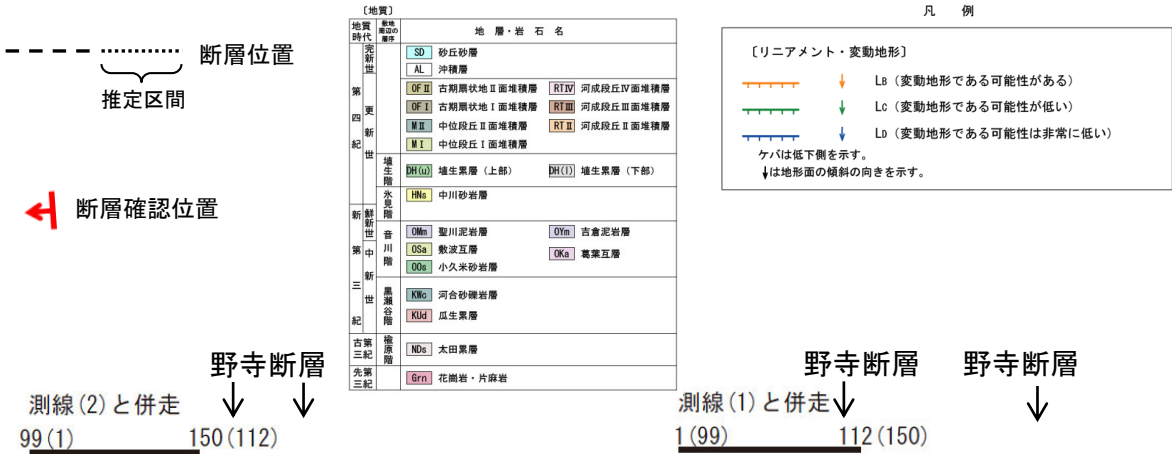 断層位置
推定区間
断層確認位置
〔地質〕
地質時代
敷地周辺の層序
地層・岩石名
第四紀
完新世
SD 砂丘砂層
AL 沖積層
更新世
OFⅡ 古期扇状地Ⅱ面堆積層 RTⅣ 河成段丘Ⅳ面堆積層
OFⅠ 古期扇状地Ⅰ面堆積層 RTⅢ 河成段丘Ⅲ面堆積層
MⅡ 中位段丘Ⅱ面堆積層 RTⅡ 河成段丘Ⅱ面堆積層
MⅠ 中位段丘Ⅰ面堆積層
埴生階
DH(u) 埴生累層（上部） DH(l) 埴生累層（下部）
氷見階
HNs 中川砂岩層
新第三紀
鮮新世
中新世
音川階
OMm 聖川泥岩層 OYm 吉倉泥岩層
OSa 敷波互層 OKa 葛葉互層
OOs 小久米砂岩層
黒瀬谷階
KWc 河合砂礫岩層
KUd 瓜生累層
古第三紀
楡原階
NDs 太田累層
先第三紀
Grn 花崗岩・片麻岩
凡例
〔リニアメント・変動地形〕
LB（変動地形である可能性がある）
LC（変動地形である可能性が低い）
LD（変動地形である可能性は非常に低い）
ケバは低下側を示す。
↓は地形面の傾斜の向きを示す。
野寺断層
測線(2)と併走
99(1) 150(112)
野寺断層 野寺断層
測線(1)と併走
1(99) 112(150)